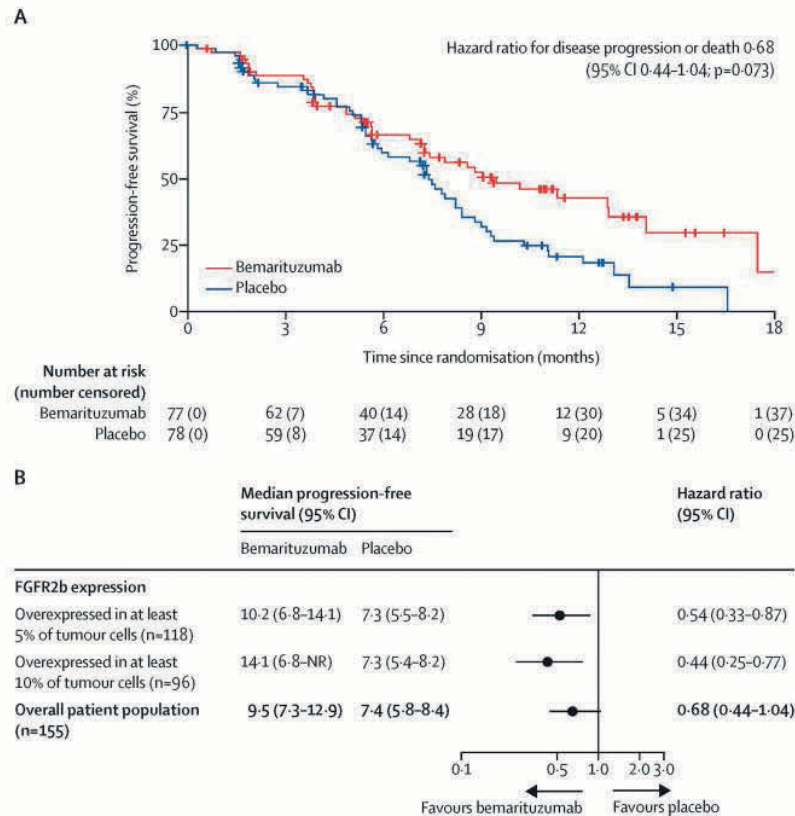 A
Hazard ratio for disease progression or death 0·68
(95% CI 0·44–1·04; p=0·073)
Progression-free survival (%)
100
75
50
25
0
Bemarituzumab
Placebo
0 3 6 9 12 15 18
Time since randomisation (months)
Number at risk
(number censored)
Bemarituzumab 77 (0) 62 (7) 40 (14) 28 (18) 12 (30) 5 (34) 1 (37)
Placebo 78 (0) 59 (8) 37 (14) 19 (17) 9 (20) 1 (25) 0 (25)
B
Median progression-free survival (95% CI) Hazard ratio (95% CI)
Bemarituzumab Placebo
FGFR2b expression
Overexpressed in at least 5% of tumour cells (n=118) 10·2 (6·8–14·1) 7·3 (5·5–8·2) 0·54 (0·33–0·87)
Overexpressed in at least 10% of tumour cells (n=96) 14·1 (6·8–NR) 7·3 (5·4–8·2) 0·44 (0·25–0·77)
Overall patient population (n=155) 9·5 (7·3–12·9) 7·4 (5·8–8·4) 0·68 (0·44–1·04)
0·1 0·5 1·0 2·0 3·0
Favours bemarituzumab Favours placebo